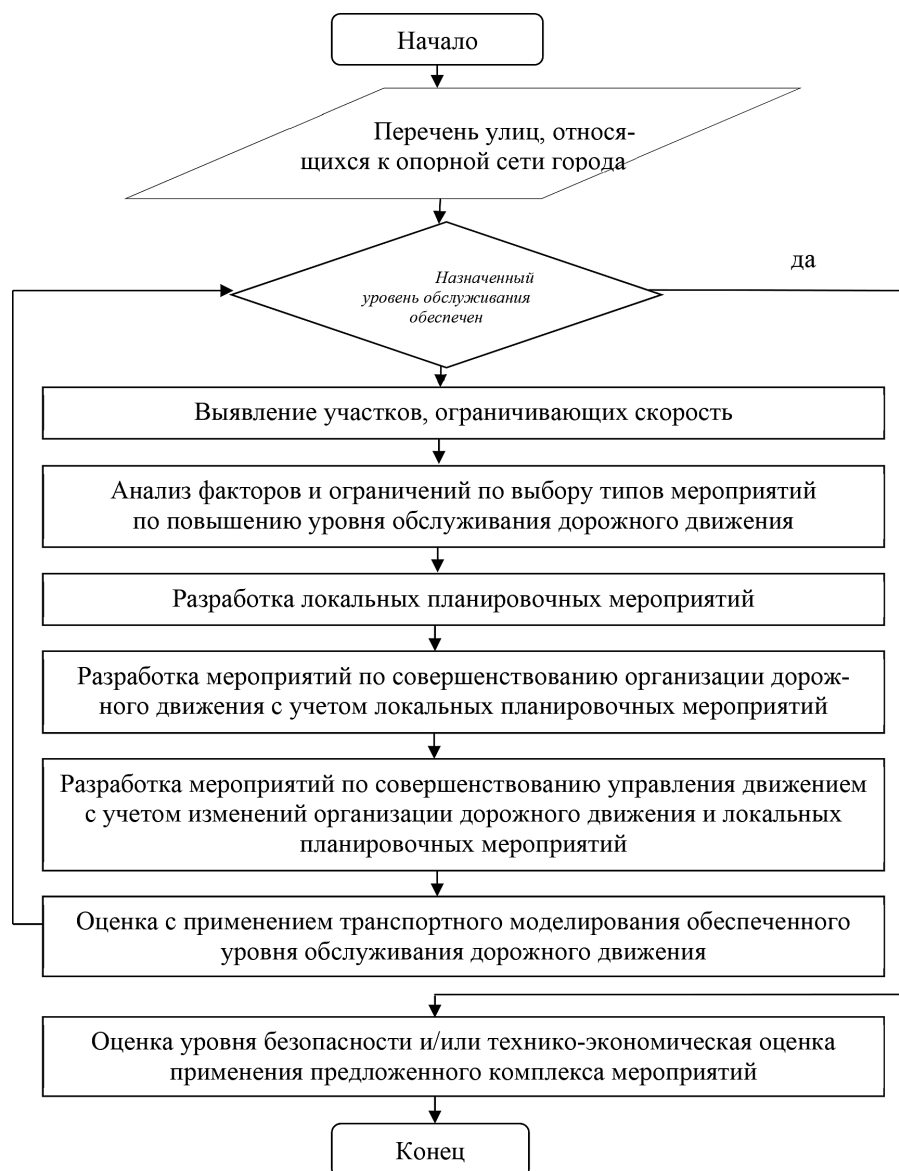 Начало
Перечень улиц, относя-
щихся к опорной сети города
да
Назначенный
уровень обслуживания
обеспечен
Выявление участков, ограничивающих скорость
Анализ факторов и ограничений по выбору типов мероприятий
по повышению уровня обслуживания дорожного движения
Разработка локальных планировочных мероприятий
Разработка мероприятий по совершенствованию организации дорож-
ного движения с учетом локальных планировочных мероприятий
Разработка мероприятий по совершенствованию управления движением
с учетом изменений организации дорожного движения и локальных
планировочных мероприятий
Оценка с применением транспортного моделирования обеспеченного
уровня обслуживания дорожного движения
Оценка уровня безопасности и/или технико-экономическая оценка
применения предложенного комплекса мероприятий
Конец